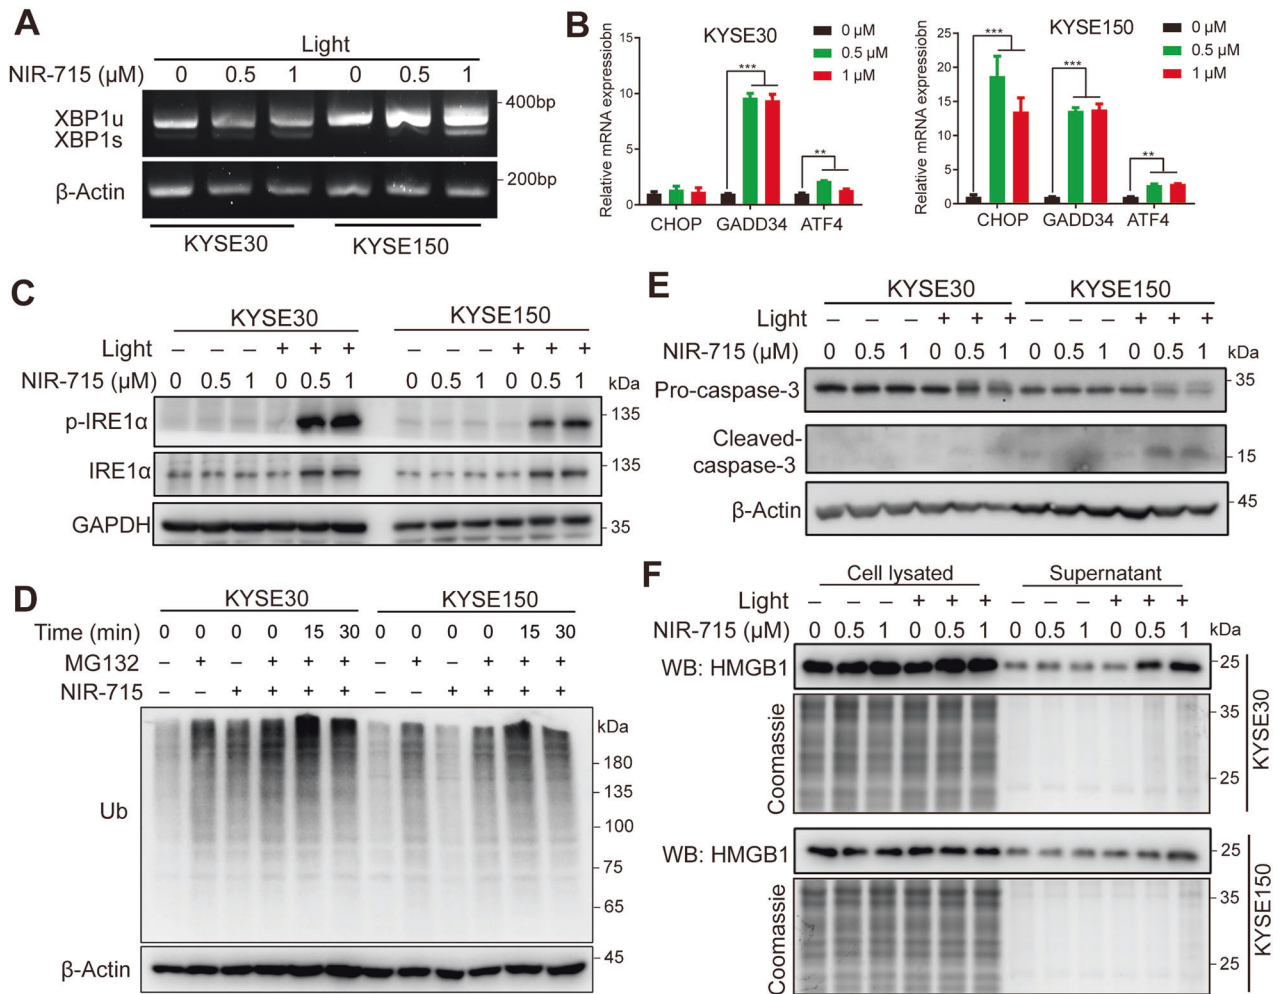 A
Light
NIR-715 (μM) 0 0.5 1 0 0.5 1
400bp
XBP1u
XBP1s
200bp
β-Actin
KYSE30 KYSE150
B
KYSE30
0 μM
0.5 μM
1 μM
Relative mRNA expressiobn
15
10
5
0
***
**
CHOP GADD34 ATF4
KYSE150
0 μM
0.5 μM
1 μM
Relative mRNA expressiobn
25
20
15
10
5
0
***
***
**
CHOP GADD34 ATF4
C
KYSE30 KYSE150
Light – – – + + + – – – + + +
NIR-715 (μM) 0 0.5 1 0 0.5 1 0 0.5 1 0 0.5 1 kDa
p-IRE1α 135
IRE1α 135
GAPDH 35
D
KYSE30 KYSE150
Time (min) 0 0 0 0 15 30 0 0 0 0 15 30
MG132 – + – + + + – + – + + +
NIR-715 – – + + + + – – + + + +
kDa
180
135
Ub 100
75
65
β-Actin 45
E
KYSE30 KYSE150
Light – – – + + + – – – + + +
NIR-715 (μM) 0 0.5 1 0 0.5 1 0 0.5 1 0 0.5 1 kDa
Pro-caspase-3 35
Cleaved-
caspase-3 15
β-Actin 45
F
Cell lysated Supernatant
Light – – – + + + – – – + + +
NIR-715 (μM) 0 0.5 1 0 0.5 1 0 0.5 1 0 0.5 1 kDa
WB: HMGB1 25
Coomassie
35
25
KYSE30
WB: HMGB1 25
Coomassie
35
25
KYSE150